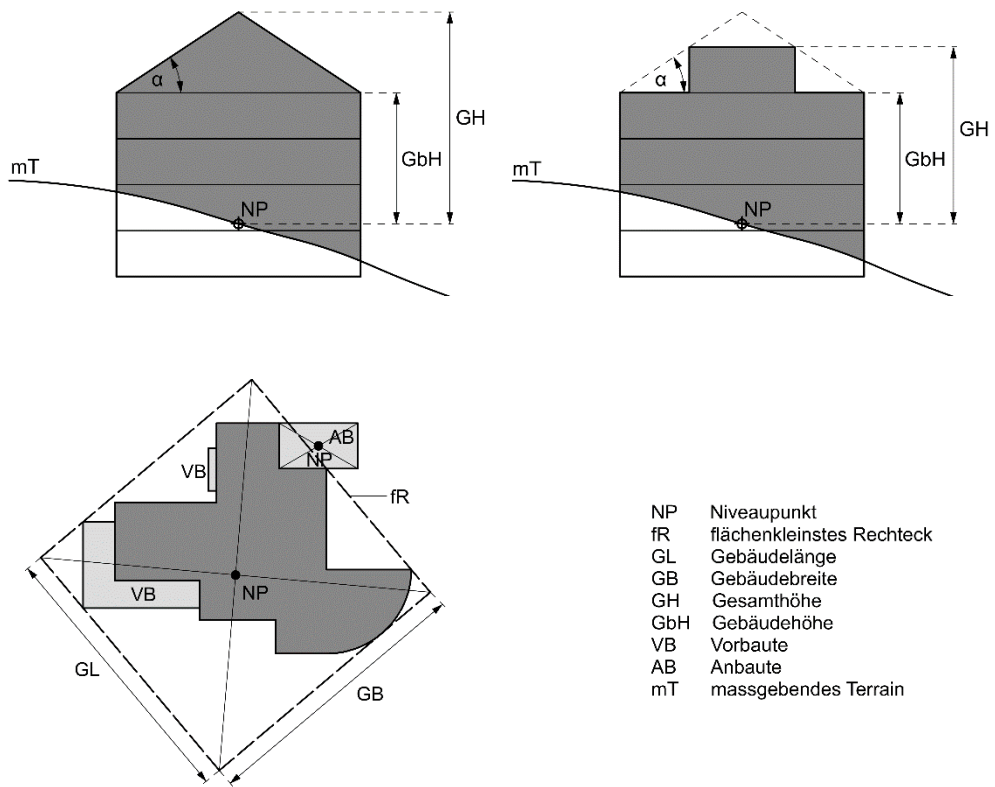 α
GH
GbH
mT
NP
α
GH
GbH
mT
NP
AB
NP
VB
fR
NP
VB
GL
GB
NP Niveaupunkt
fR flächenkleinstes Rechteck
GL Gebäudelänge
GB Gebäudebreite
GH Gesamthöhe
GbH Gebäudehöhe
VB Vorbaute
AB Anbaute
mT massgebendes Terrain